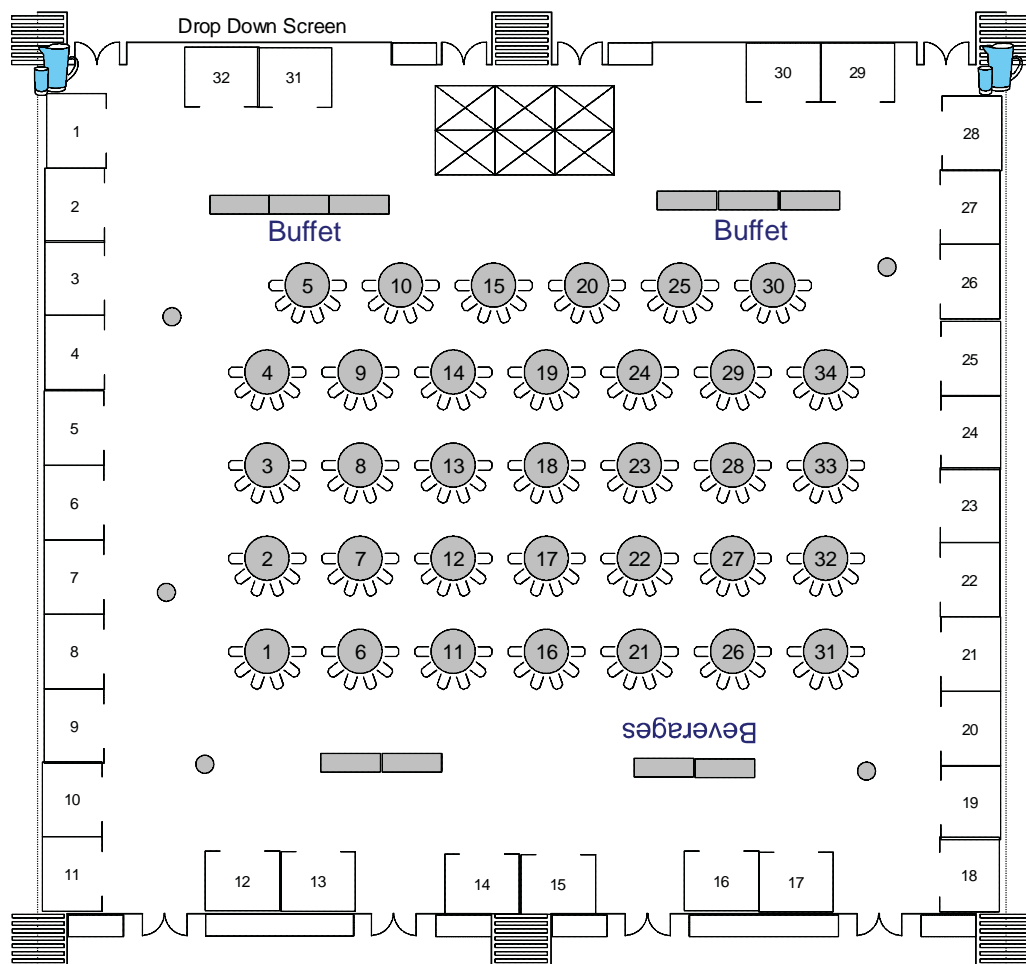 Drop Down Screen
32 31 30 29
1 28
2 27
Buffet Buffet
3 26
5 10 15 20 25 30
4 25
4 9 14 19 24 29 34
5 24
3 8 13 18 23 28 33
6 23
2 7 12 17 22 27 32
7 22
1 6 11 16 21 26 31
8 21
9 20
Beverages
10 19
11 12 13 14 15 16 17 18